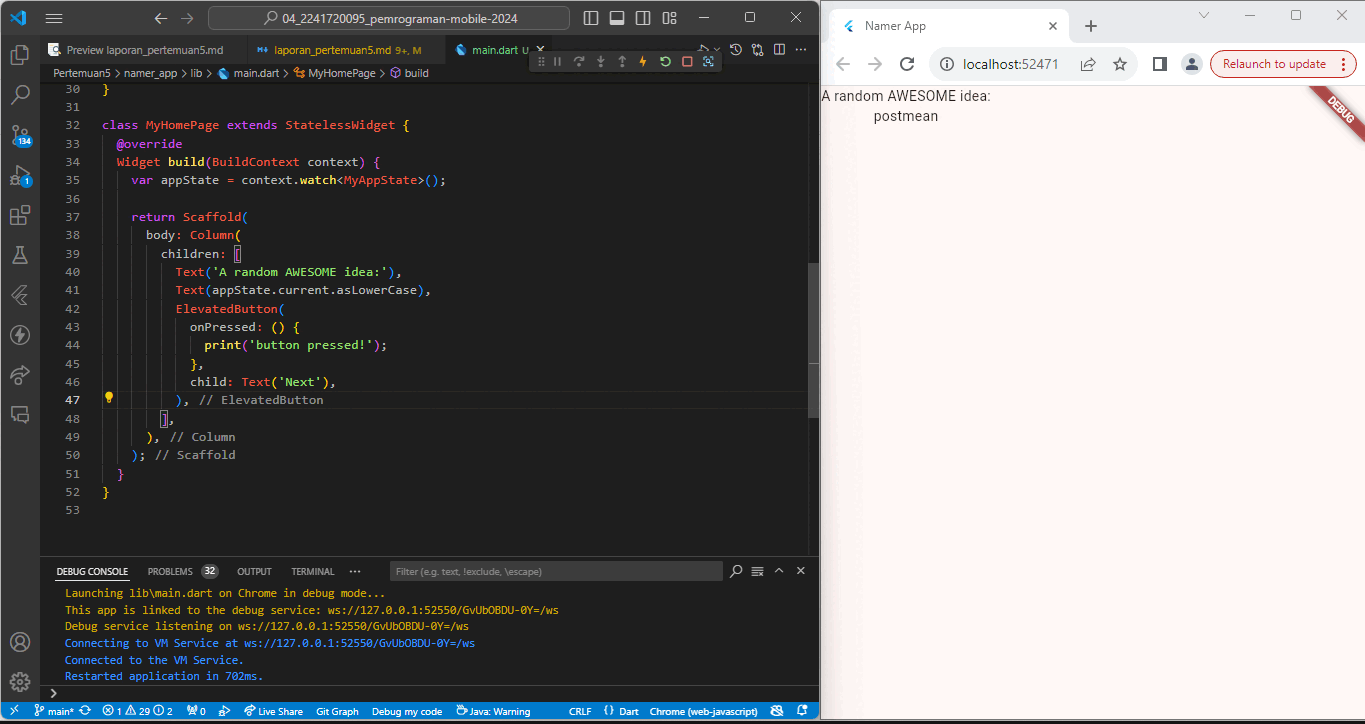 04_2241720095_pemrograman-mobile-2024
Preview laporan_pertemuan5.md
laporan_pertemuan5.md 9+, M
main.dart U
Pertemuan5 > namer_app > lib > main.dart > MyHomePage > build
30 }
31
32 class MyHomePage extends StatelessWidget {
33 @override
34 Widget build(BuildContext context) {
35 var appState = context.watch<MyAppState>();
36
37 return Scaffold(
38 body: Column(
39 children: [
40 Text('A random AWESOME idea:'),
41 Text(appState.current.asLowerCase),
42 ElevatedButton(
43 onPressed: () {
44 print('button pressed!');
45 },
46 child: Text('Next'),
47 ), // ElevatedButton
48 ],
49 ), // Column
50 ); // Scaffold
51 }
52 }
53
134
1
DEBUG CONSOLE PROBLEMS 32 OUTPUT TERMINAL ... Filter (e.g. text, !exclude, \escape)
Launching lib\main.dart on Chrome in debug mode...
This app is linked to the debug service: ws://127.0.0.1:52550/GvUbOBDU-0Y=/ws
Debug service listening on ws://127.0.0.1:52550/GvUbOBDU-0Y=/ws
Connecting to VM Service at ws://127.0.0.1:52550/GvUbOBDU-0Y=/ws
Connected to the VM Service.
Restarted application in 702ms.
>
main* 1 29 2 0 Live Share Git Graph Debug my code Java: Warning CRLF {} Dart Chrome (web-javascript)
Namer App
localhost:52471
Relaunch to update
A random AWESOME idea:
postmean
DEBUG